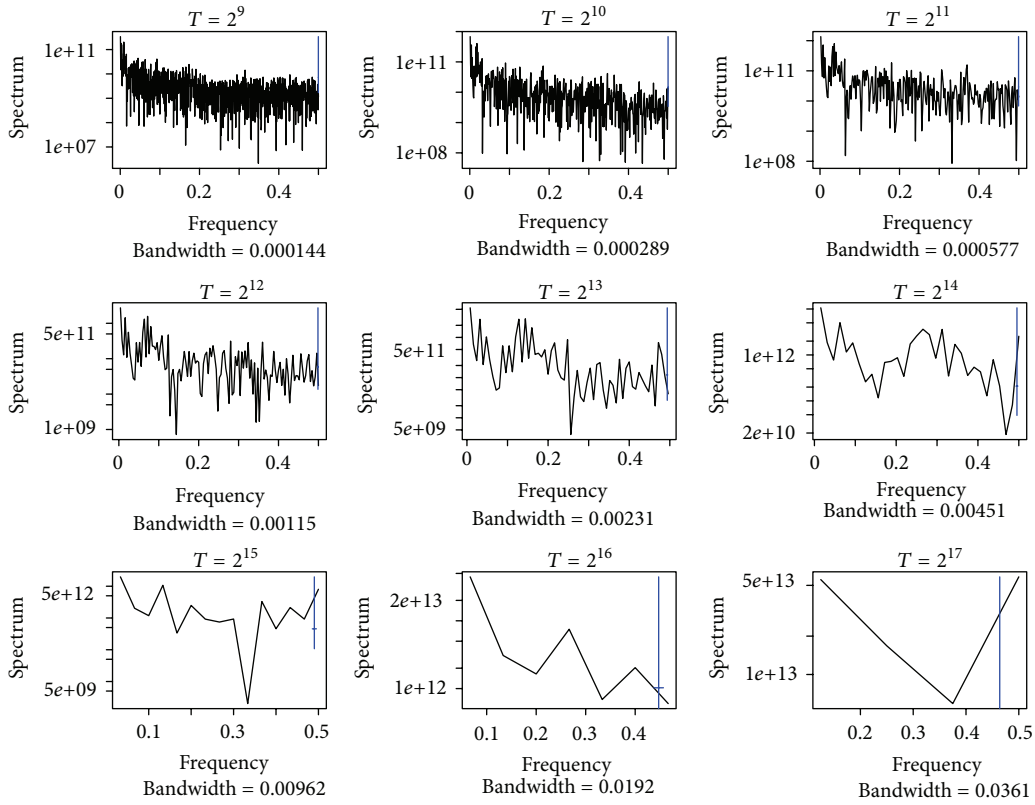 T = 2^9
Spectrum
1e+11
1e+07
0 0.2 0.4
Frequency
Bandwidth = 0.000144
T = 2^10
Spectrum
1e+11
1e+08
0 0.2 0.4
Frequency
Bandwidth = 0.000289
T = 2^11
Spectrum
1e+11
1e+08
0 0.2 0.4
Frequency
Bandwidth = 0.000577
T = 2^12
Spectrum
5e+11
1e+09
0 0.2 0.4
Frequency
Bandwidth = 0.00115
T = 2^13
Spectrum
5e+11
5e+09
0 0.2 0.4
Frequency
Bandwidth = 0.00231
T = 2^14
Spectrum
1e+12
2e+10
0 0.2 0.4
Frequency
Bandwidth = 0.00451
T = 2^15
Spectrum
5e+12
5e+09
0.1 0.3 0.5
Frequency
Bandwidth = 0.00962
T = 2^16
Spectrum
2e+13
1e+12
0.1 0.2 0.3 0.4
Frequency
Bandwidth = 0.0192
T = 2^17
Spectrum
5e+13
1e+13
0.2 0.3 0.4 0.5
Frequency
Bandwidth = 0.0361